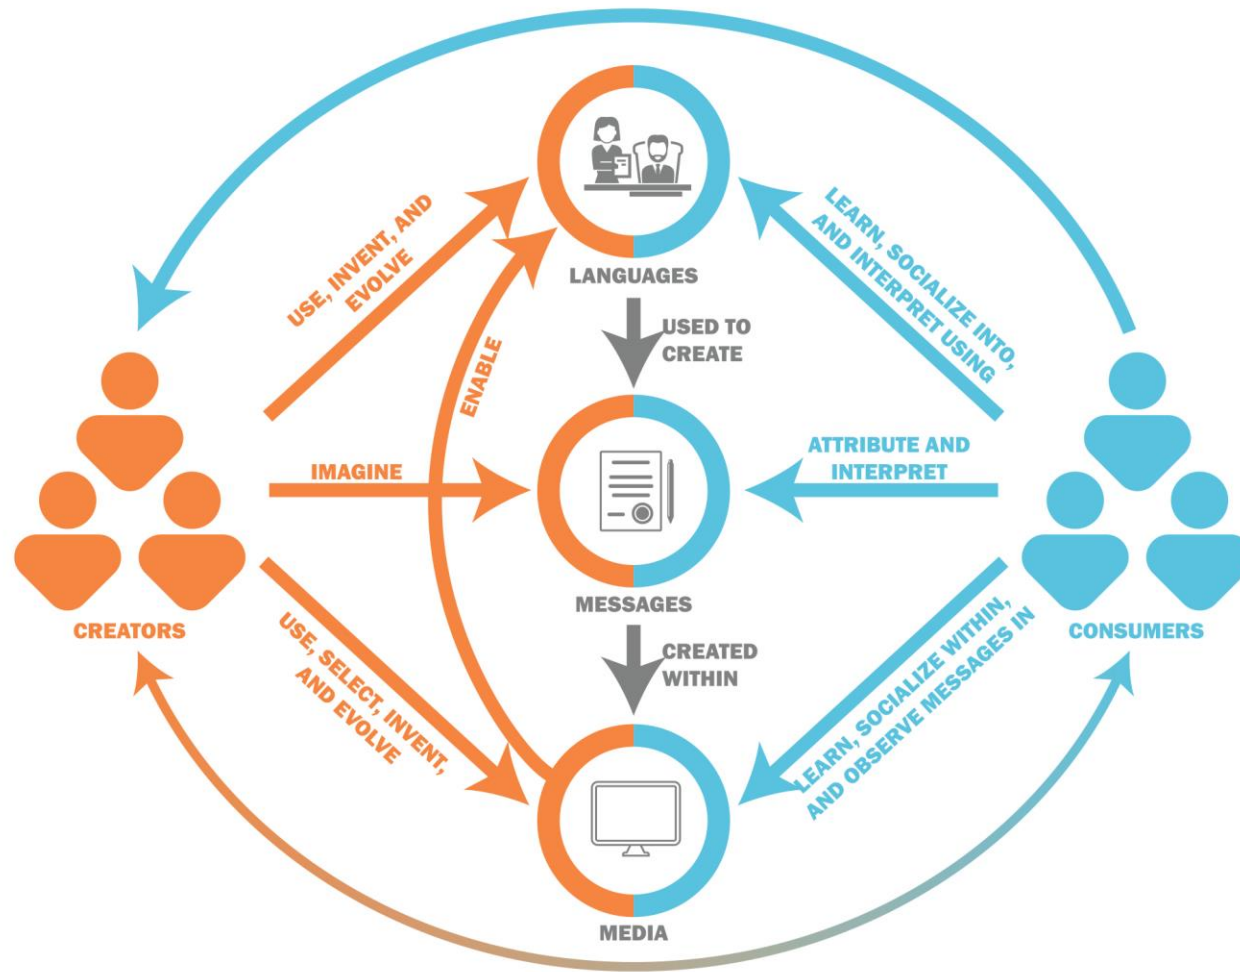 LANGUAGES
USE, INVENT, AND
EVOLVE
LEARN, SOCIALIZE INTO,
AND INTERPRET USING
USED TO
CREATE
ENABLE
IMAGINE
ATTRIBUTE AND
INTERPRET
MESSAGES
CREATORS
CONSUMERS
CREATED
WITHIN
USE, SELECT, INVENT,
AND EVOLVE
LEARN, SOCIALIZE WITHIN,
AND OBSERVE MESSAGES IN
MEDIA